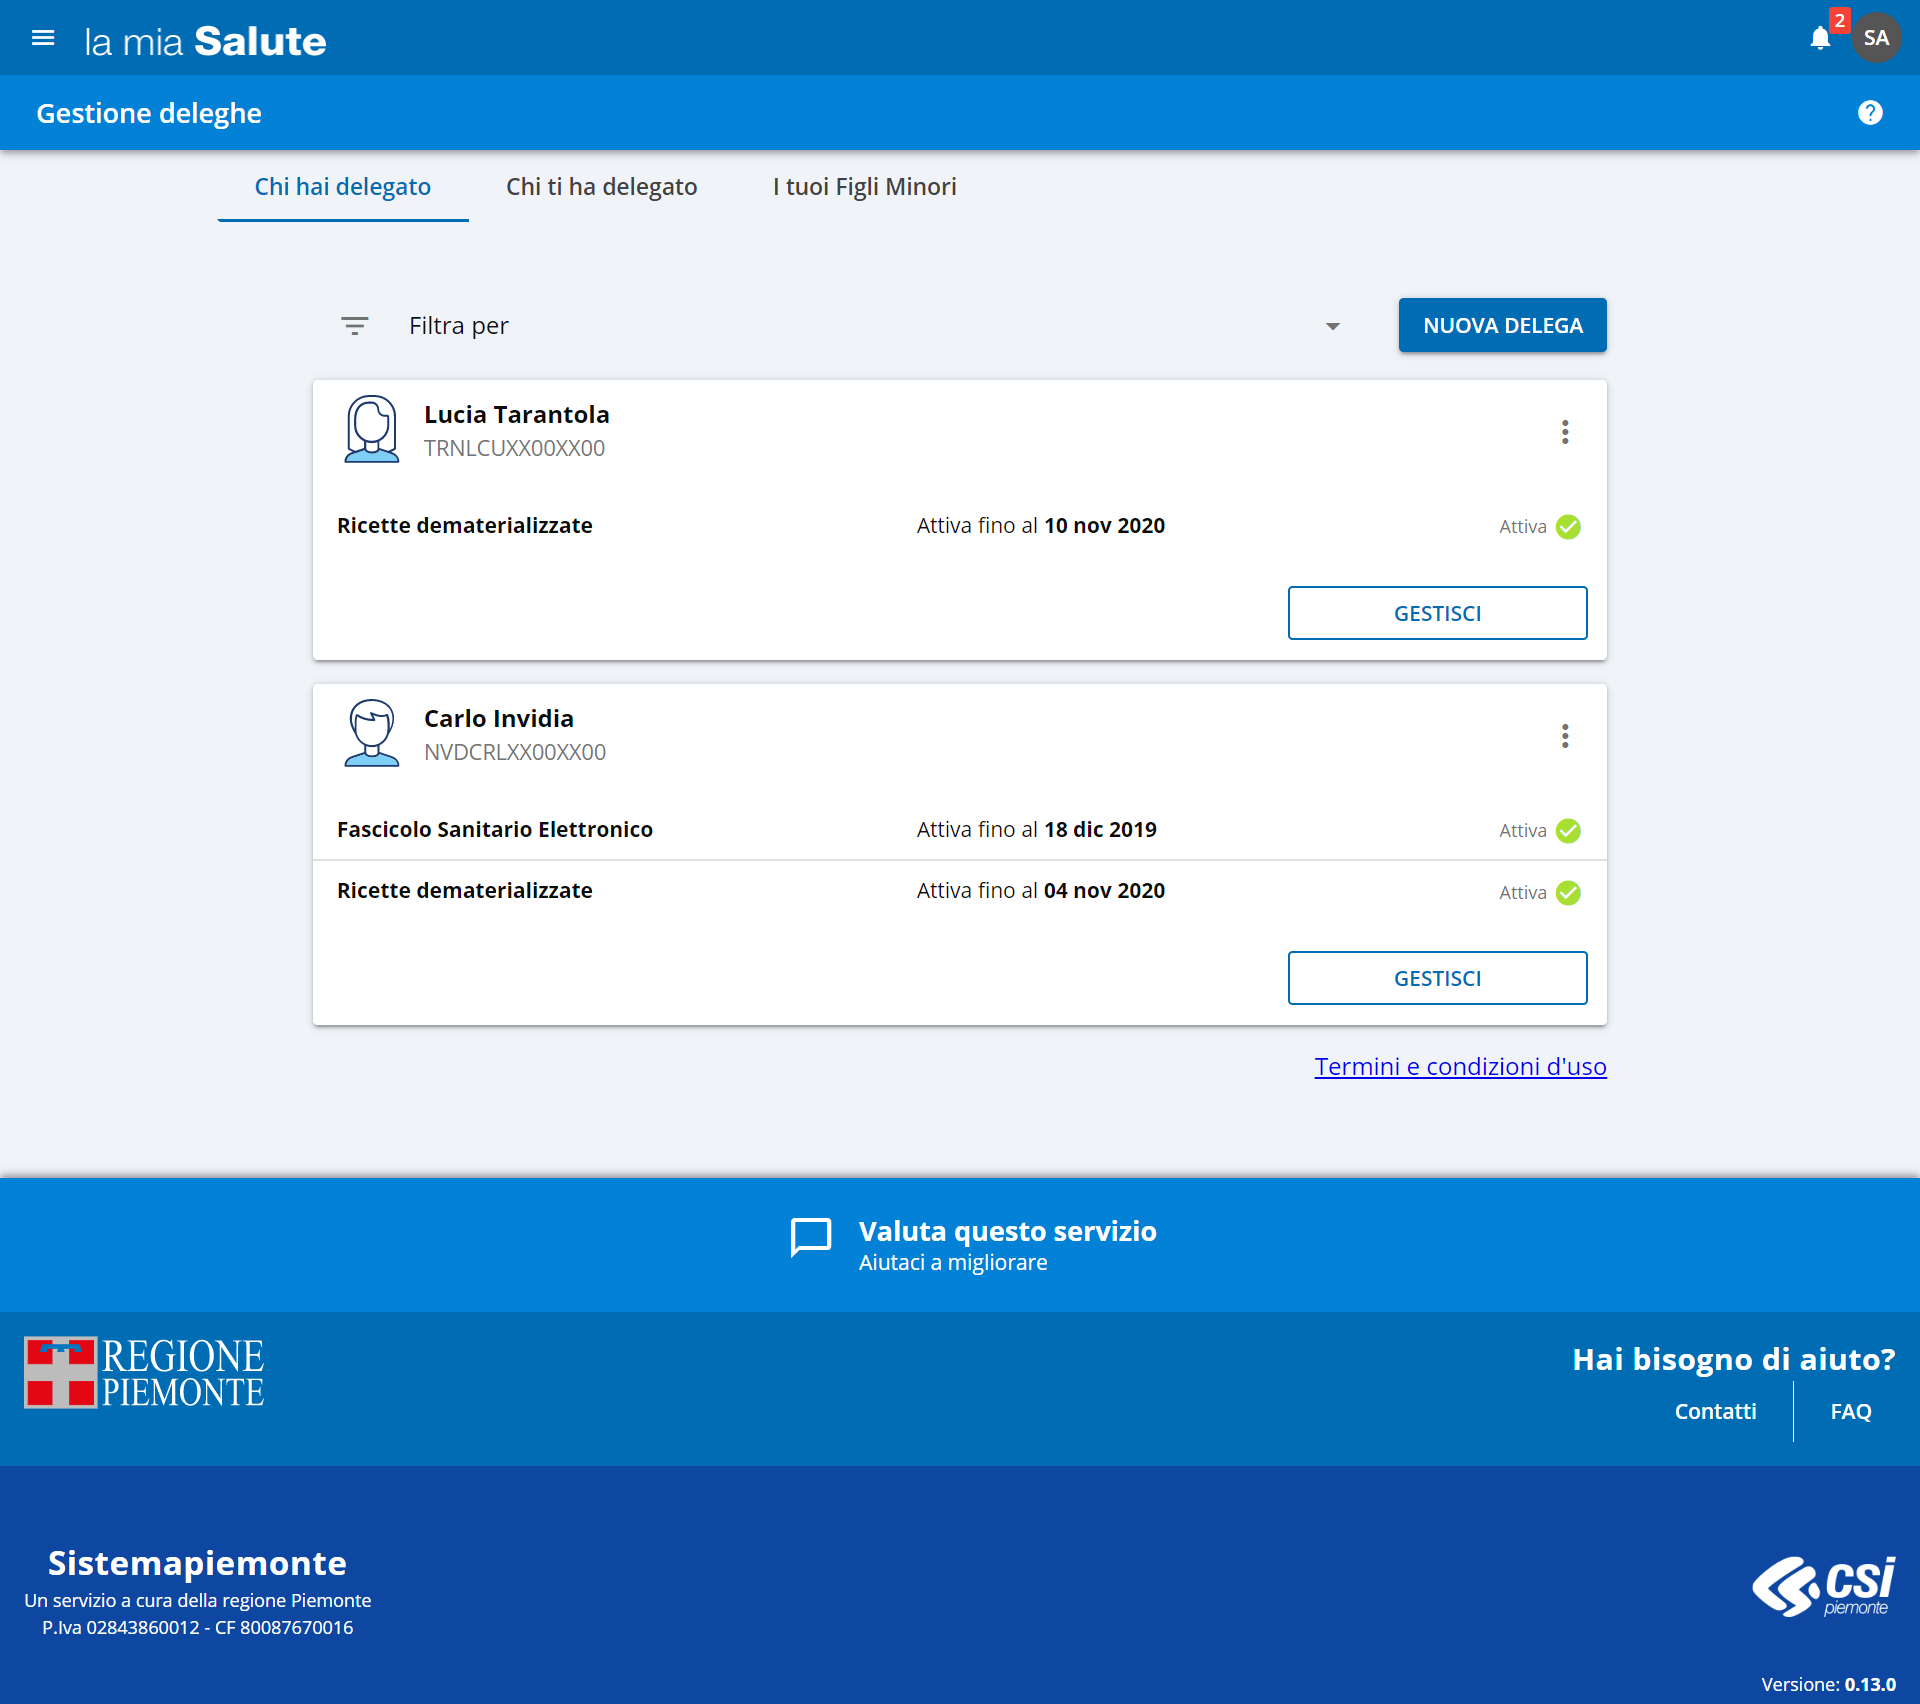 la mia Salute
2
SA
Gestione deleghe
Chi hai delegato
Chi ti ha delegato
I tuoi Figli Minori
Filtra per
NUOVA DELEGA
Lucia Tarantola
TRNLCUXX00XX00
Ricette dematerializzate
Attiva fino al 10 nov 2020
Attiva
GESTISCI
Carlo Invidia
NVDCRLXX00XX00
Fascicolo Sanitario Elettronico
Attiva fino al 18 dic 2019
Attiva
Ricette dematerializzate
Attiva fino al 04 nov 2020
Attiva
GESTISCI
Termini e condizioni d'uso
Valuta questo servizio
Aiutaci a migliorare
REGIONE
PIEMONTE
Hai bisogno di aiuto?
Contatti
FAQ
Sistemapiemonte
Un servizio a cura della regione Piemonte
P.Iva 02843860012 - CF 80087670016
csi
piemonte
Versione: 0.13.0